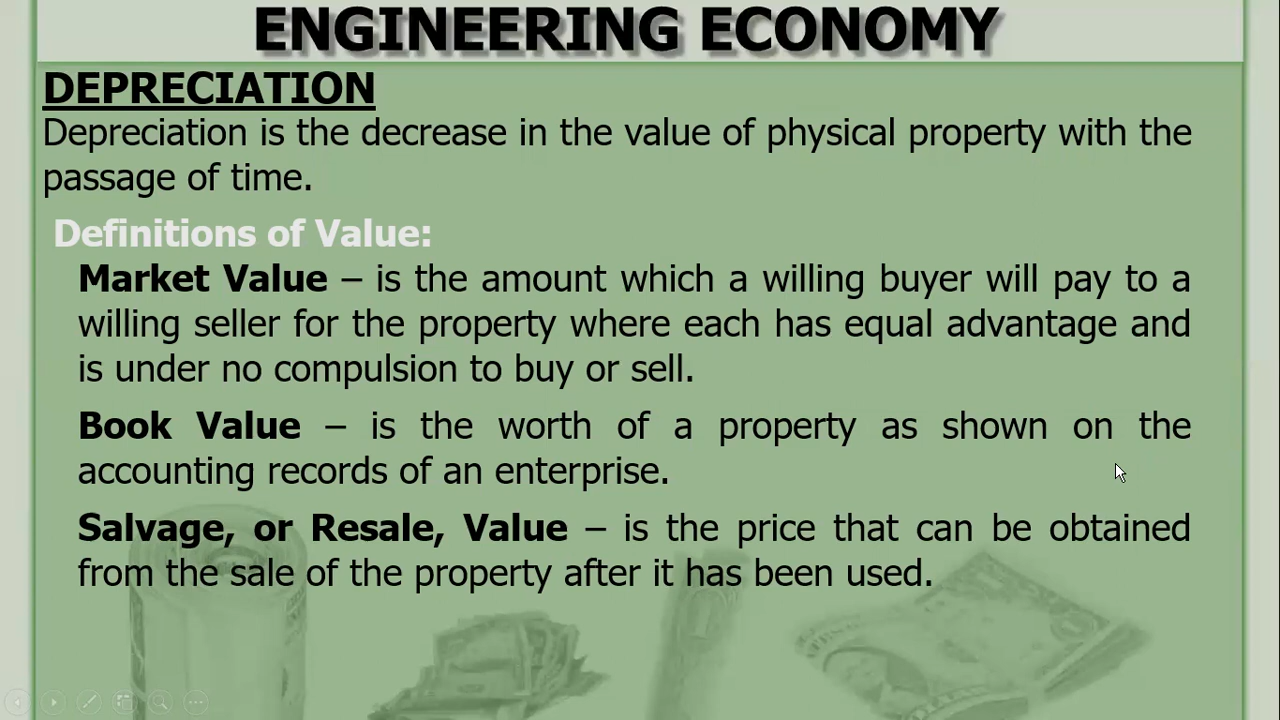 ENGINEERING ECONOMY
DEPRECIATION
Depreciation is the decrease in the value of physical property with the
passage of time.
Definitions of Value:
Market Value – is the amount which a willing buyer will pay to a
willing seller for the property where each has equal advantage and
is under no compulsion to buy or sell.
Book Value – is the worth of a property as shown on the
accounting records of an enterprise.
Salvage, or Resale, Value – is the price that can be obtained
from the sale of the property after it has been used.